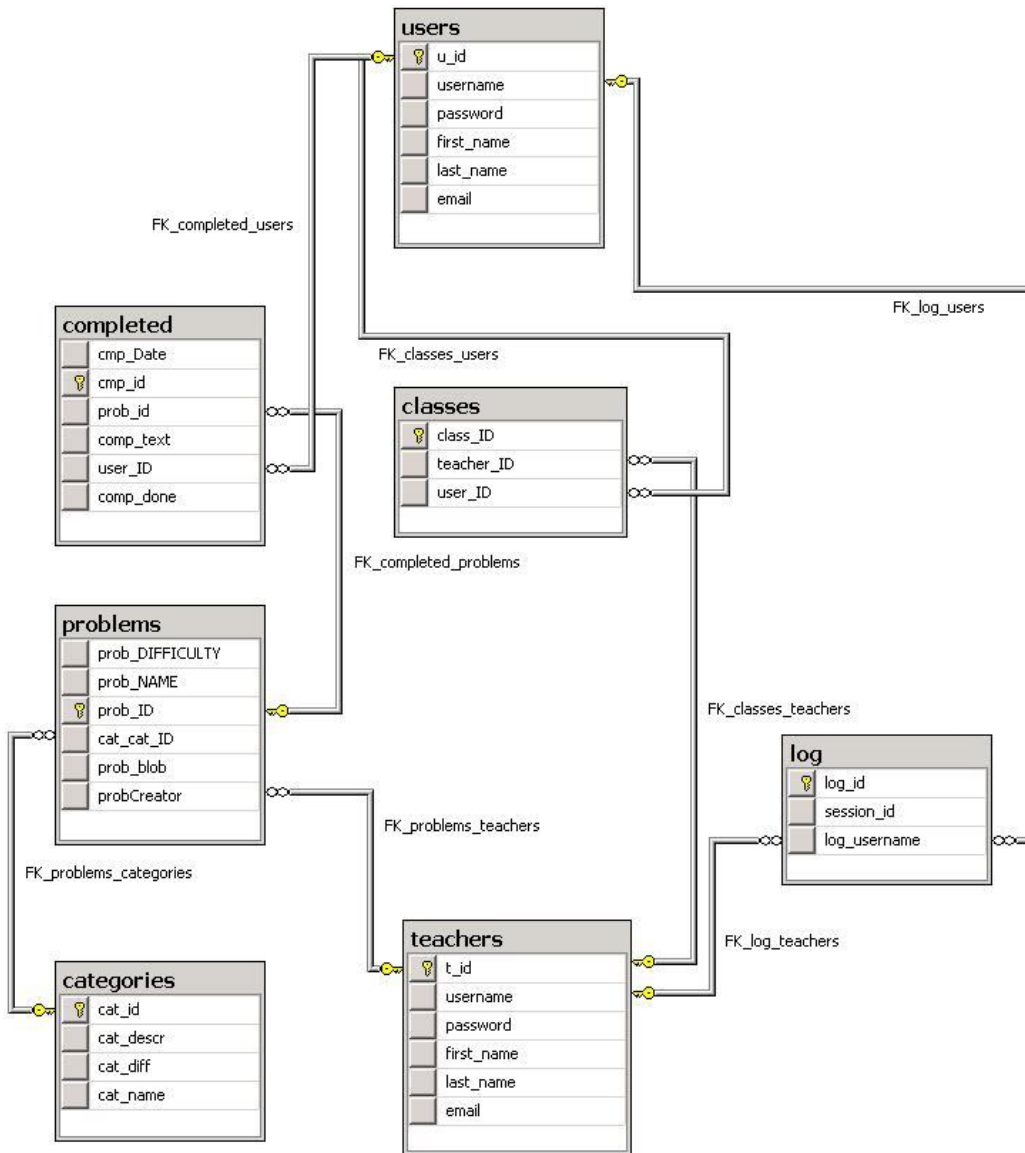 users
u_id
username
password
first_name
last_name
email
FK_completed_users
FK_log_users
completed
cmp_Date
cmp_id
prob_id
comp_text
user_ID
comp_done
FK_classes_users
classes
class_ID
teacher_ID
user_ID
FK_completed_problems
problems
prob_DIFFICULTY
prob_NAME
prob_ID
cat_cat_ID
prob_blob
probCreator
FK_classes_teachers
log
log_id
session_id
log_username
FK_problems_teachers
FK_problems_categories
FK_log_teachers
teachers
t_id
username
password
first_name
last_name
email
categories
cat_id
cat_descr
cat_diff
cat_name